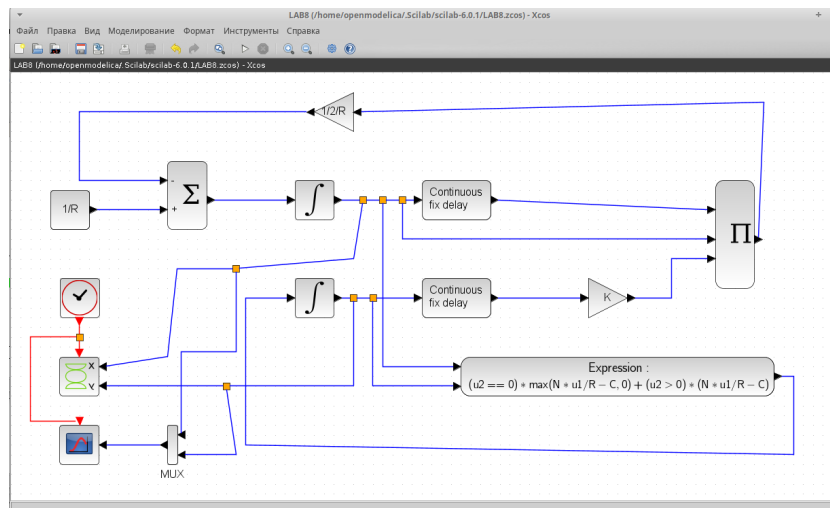 LAB8 (/home/openmodelica/.Scilab/scilab-6.0.1/LAB8.zcos) - Xcos
Файл Правка Вид Моделирование Формат Инструменты Справка
LAB8 (/home/openmodelica/.Scilab/scilab-6.0.1/LAB8.zcos) - Xcos
1/2/R
-
+
Σ
1/R
∫
Continuous
fix delay
Π
∫
Continuous
fix delay
K
X
Y
Expression :
(u2 == 0) * max(N * u1/R − C, 0) + (u2 > 0) * (N * u1/R − C)
MUX